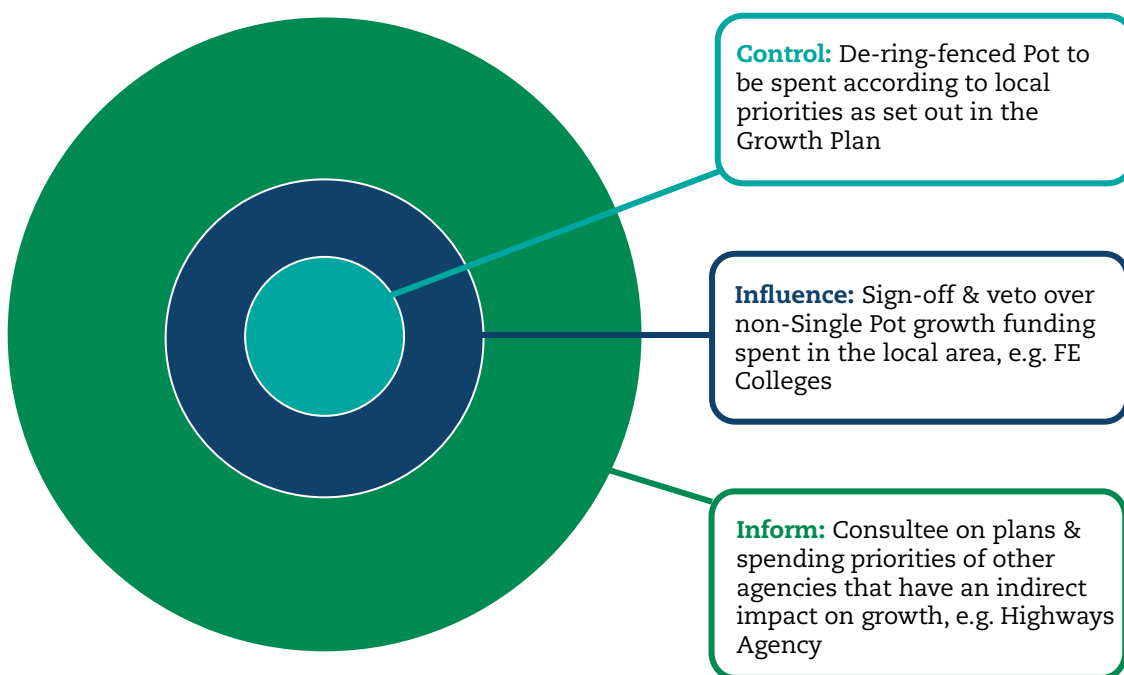 Control: De-ring-fenced Pot to
be spent according to local
priorities as set out in the
Growth Plan
Influence: Sign-off & veto over
non-Single Pot growth funding
spent in the local area, e.g. FE
Colleges
Inform: Consultee on plans &
spending priorities of other
agencies that have an indirect
impact on growth, e.g. Highways
Agency